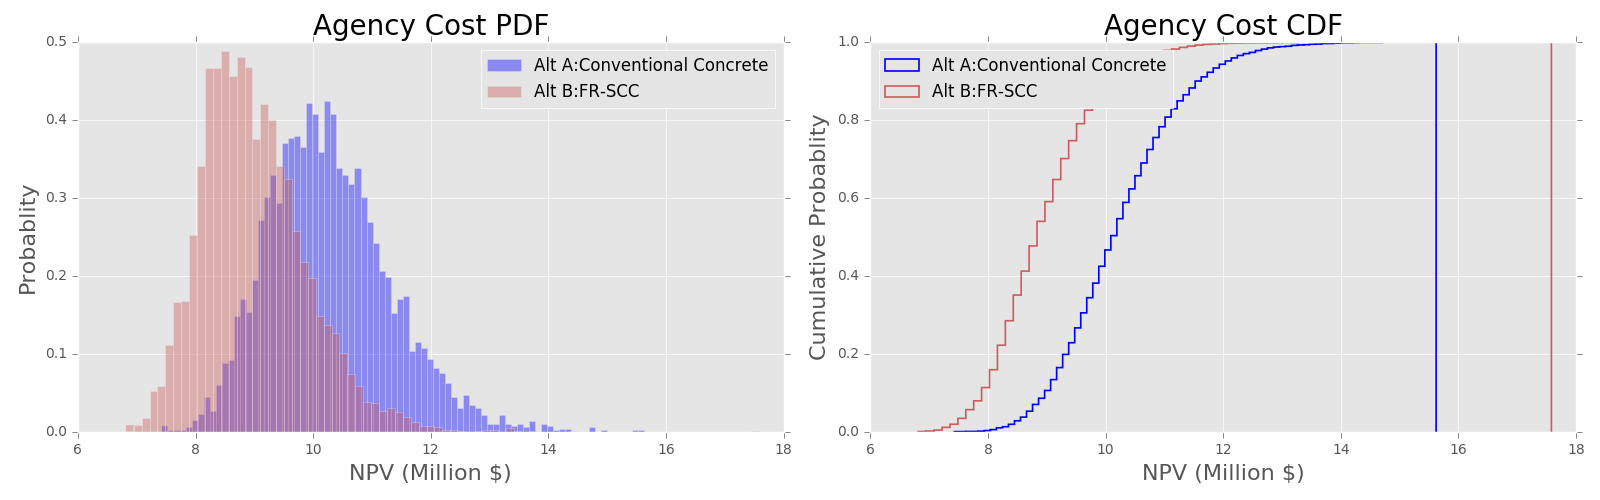 Agency Cost PDF
0.5
0.4
0.3
0.2
0.1
0.0
Probablity
Alt A:Conventional Concrete
Alt B:FR-SCC
6 8 10 12 14 16 18
NPV (Million $)
Agency Cost CDF
1.0
0.8
0.6
0.4
0.2
0.0
Cumulative Probablity
Alt A:Conventional Concrete
Alt B:FR-SCC
6 8 10 12 14 16 18
NPV (Million $)